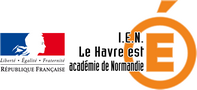 I.E.N.
Le Havre est
académie de Normandie
É
Liberté • Égalité • Fraternité
RÉPUBLIQUE FRANÇAISE